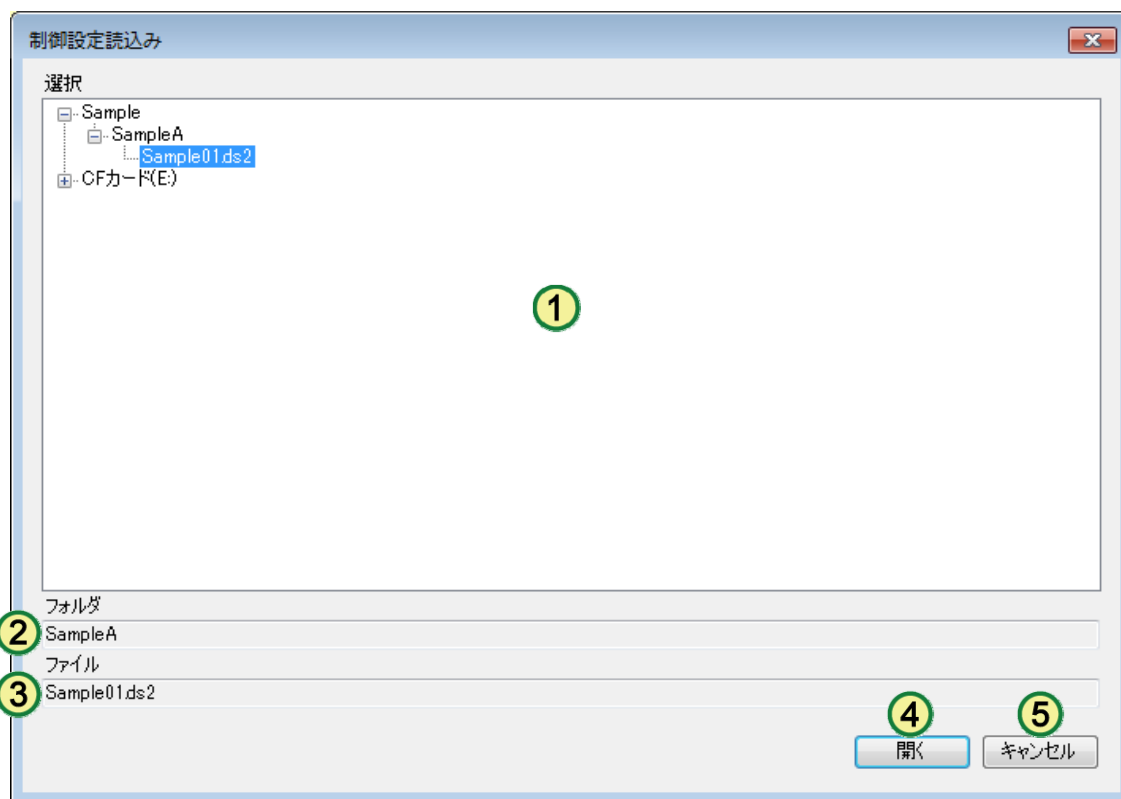 制御設定読込み
選択
Sample
SampleA
Sample01.ds2
CFカード(E:)
1
フォルダ
2
SampleA
ファイル
3
Sample01.ds2
4
5
開く
キャンセル